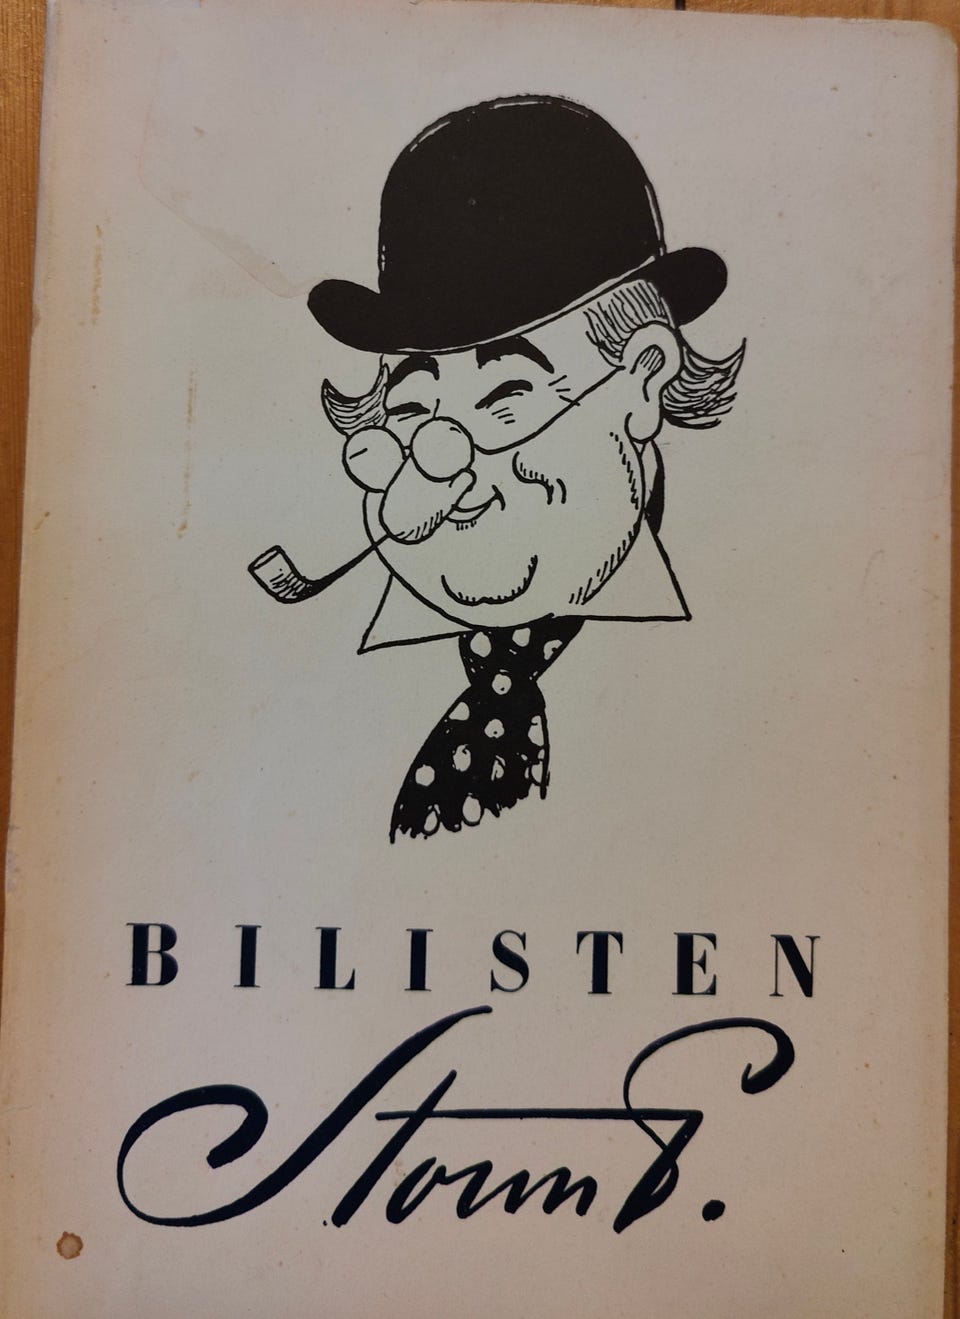 BILISTEN
Storm P.